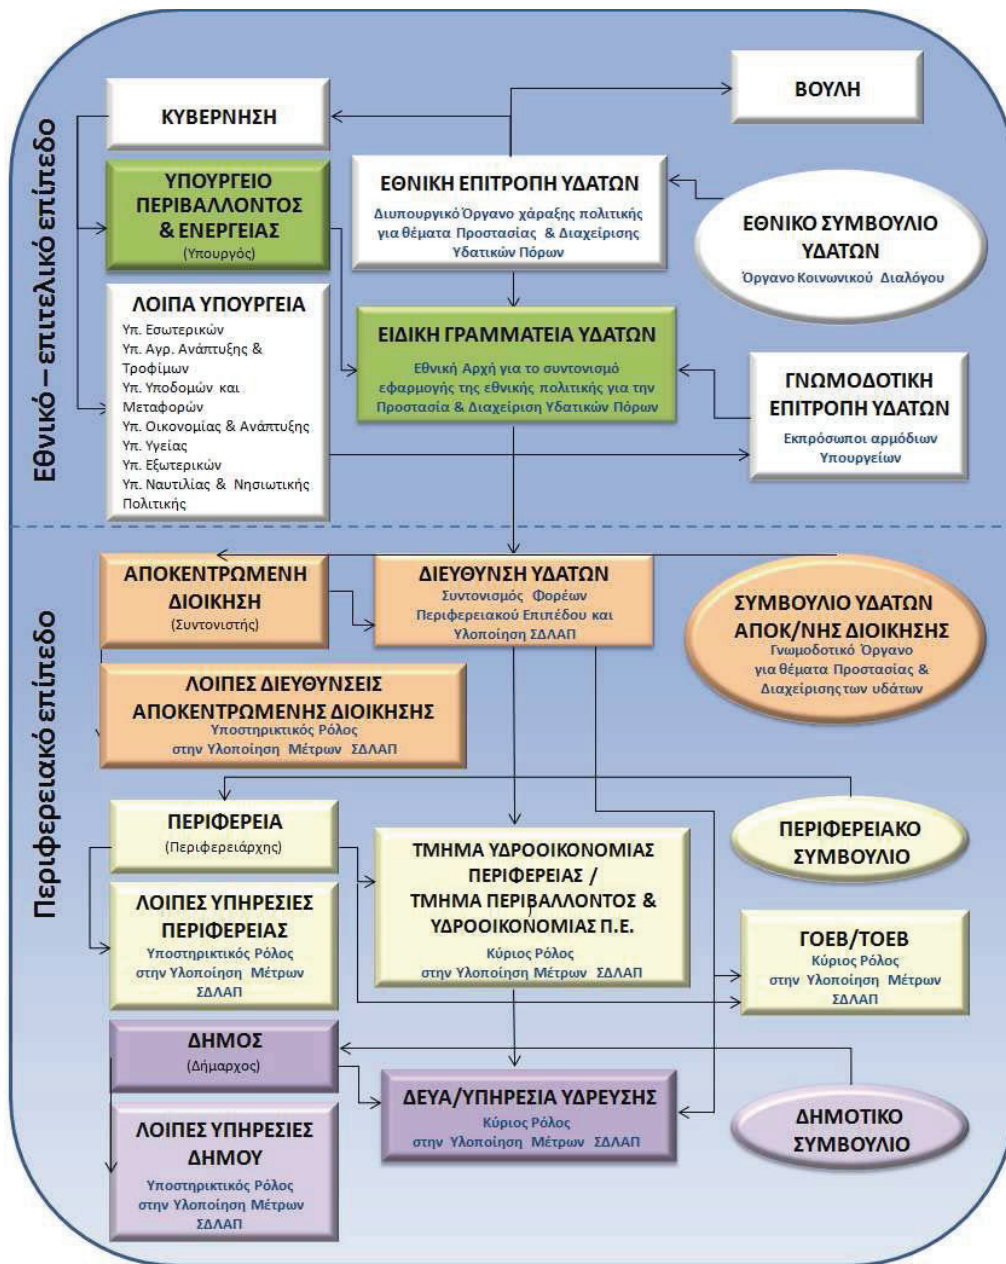 Εθνικό – επιτελικό επίπεδο
ΚΥΒΕΡΝΗΣΗ
ΒΟΥΛΗ
ΥΠΟΥΡΓΕΙΟ
ΠΕΡΙΒΑΛΛΟΝΤΟΣ
& ΕΝΕΡΓΕΙΑΣ
(Υπουργός)
ΕΘΝΙΚΗ ΕΠΙΤΡΟΠΗ ΥΔΑΤΩΝ
Διυπουργικό Όργανο χάραξης πολιτικής
για θέματα Προστασίας & Διαχείρισης
Υδατικών Πόρων
ΕΘΝΙΚΟ ΣΥΜΒΟΥΛΙΟ
ΥΔΑΤΩΝ
Όργανο Κοινωνικού Διαλόγου
ΛΟΙΠΑ ΥΠΟΥΡΓΕΙΑ
Υπ. Εσωτερικών
Υπ. Αγρ. Ανάπτυξης &
Τροφίμων
Υπ. Υποδομών και
Μεταφορών
Υπ. Οικονομίας & Ανάπτυξης
Υπ. Υγείας
Υπ. Εξωτερικών
Υπ. Ναυτιλίας & Νησιωτικής
Πολιτικής
ΕΙΔΙΚΗ ΓΡΑΜΜΑΤΕΙΑ ΥΔΑΤΩΝ
Εθνική Αρχή για το συντονισμό
εφαρμογής της εθνικής πολιτικής για την
Προστασία & Διαχείριση Υδατικών Πόρων
ΓΝΩΜΟΔΟΤΙΚΗ
ΕΠΙΤΡΟΠΗ ΥΔΑΤΩΝ
Εκπρόσωποι αρμόδιων
Υπουργείων
Περιφερειακό επίπεδο
ΑΠΟΚΕΝΤΡΩΜΕΝΗ
ΔΙΟΙΚΗΣΗ
(Συντονιστής)
ΔΙΕΥΘΥΝΣΗ ΥΔΑΤΩΝ
Συντονισμός Φορέων
Περιφερειακού Επιπέδου και
Υλοποίηση ΣΔΛΑΠ
ΣΥΜΒΟΥΛΙΟ ΥΔΑΤΩΝ
ΑΠΟΚ/ΝΗΣ ΔΙΟΙΚΗΣΗΣ
Γνωμοδοτικό Όργανο
για θέματα Προστασίας &
Διαχείρισης των υδάτων
ΛΟΙΠΕΣ ΔΙΕΥΘΥΝΣΕΙΣ
ΑΠΟΚΕΝΤΡΩΜΕΝΗΣ ΔΙΟΙΚΗΣΗΣ
Υποστηρικτικός Ρόλος
στην Υλοποίηση Μέτρων ΣΔΛΑΠ
ΠΕΡΙΦΕΡΕΙΑ
(Περιφερειάρχης)
ΤΜΗΜΑ ΥΔΡΟΟΙΚΟΝΟΜΙΑΣ
ΠΕΡΙΦΕΡΕΙΑΣ /
ΤΜΗΜΑ ΠΕΡΙΒΑΛΛΟΝΤΟΣ &
ΥΔΡΟΟΙΚΟΝΟΜΙΑΣ Π.Ε.
Κύριος Ρόλος
στην Υλοποίηση Μέτρων ΣΔΛΑΠ
ΠΕΡΙΦΕΡΕΙΑΚΟ
ΣΥΜΒΟΥΛΙΟ
ΛΟΙΠΕΣ ΥΠΗΡΕΣΙΕΣ
ΠΕΡΙΦΕΡΕΙΑΣ
Υποστηρικτικός Ρόλος
στην Υλοποίηση Μέτρων
ΣΔΛΑΠ
ΓΟΕΒ/ΤΟΕΒ
Κύριος Ρόλος
στην Υλοποίηση Μέτρων
ΣΔΛΑΠ
ΔΗΜΟΣ
(Δήμαρχος)
ΔΕΥΑ/ΥΠΗΡΕΣΙΑ ΥΔΡΕΥΣΗΣ
Κύριος Ρόλος
στην Υλοποίηση Μέτρων ΣΔΛΑΠ
ΔΗΜΟΤΙΚΟ
ΣΥΜΒΟΥΛΙΟ
ΛΟΙΠΕΣ ΥΠΗΡΕΣΙΕΣ
ΔΗΜΟΥ
Υποστηρικτικός Ρόλος
στην Υλοποίηση Μέτρων
ΣΔΛΑΠ